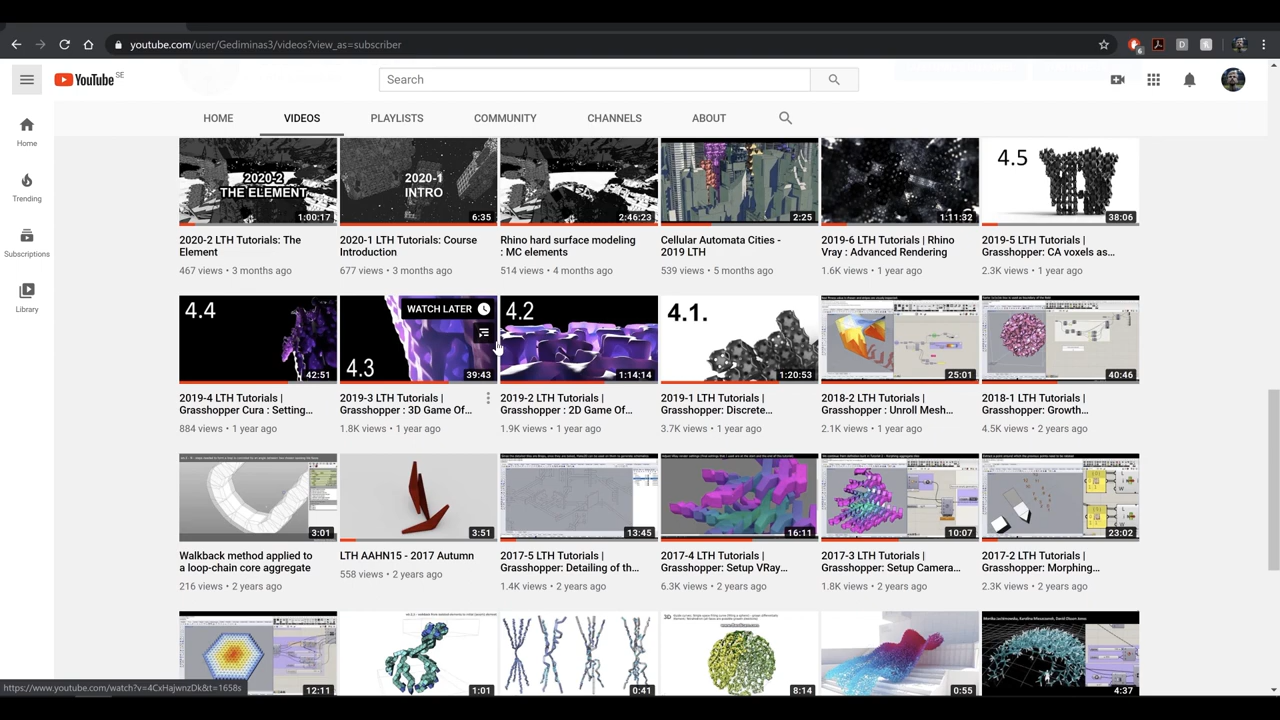 youtube.com/user/Gediminas3/videos?view_as=subscriber
6
YouTube SE
Search
Home
Trending
Subscriptions
Library
HOME VIDEOS PLAYLISTS COMMUNITY CHANNELS ABOUT
2020-2
THE ELEMENT
1:00:17
2020-1
INTRO
6:35
2:46:23
2:25
1:11:32
4.5
38:06
2020-2 LTH Tutorials: The
Element
467 views • 3 months ago
2020-1 LTH Tutorials: Course
Introduction
677 views • 3 months ago
Rhino hard surface modeling
: MC elements
514 views • 4 months ago
Cellular Automata Cities -
2019 LTH
539 views • 5 months ago
2019-6 LTH Tutorials | Rhino
Vray : Advanced Rendering
1.6K views • 1 year ago
2019-5 LTH Tutorials |
Grasshopper: CA voxels as...
2.3K views • 1 year ago
4.4
42:51
WATCH LATER
4.3
39:43
4.2
1:14:14
4.1.
1:20:53
25:01
40:46
2019-4 LTH Tutorials |
Grasshopper Cura : Setting...
884 views • 1 year ago
2019-3 LTH Tutorials |
Grasshopper : 3D Game Of...
1.8K views • 1 year ago
2019-2 LTH Tutorials |
Grasshopper : 2D Game Of...
1.9K views • 1 year ago
2019-1 LTH Tutorials |
Grasshopper: Discrete...
3.7K views • 1 year ago
2018-2 LTH Tutorials |
Grasshopper : Unroll Mesh...
2.1K views • 1 year ago
2018-1 LTH Tutorials |
Grasshopper: Growth...
4.5K views • 2 years ago
3:01
3:51
13:45
16:11
10:07
23:02
Walkback method applied to
a loop-chain core aggregate
216 views • 2 years ago
LTH AAHN15 - 2017 Autumn
558 views • 2 years ago
2017-5 LTH Tutorials |
Grasshopper: Detailing of th...
1.4K views • 2 years ago
2017-4 LTH Tutorials |
Grasshopper: Setup VRay...
6.3K views • 2 years ago
2017-3 LTH Tutorials |
Grasshopper: Setup Camera...
1.8K views • 2 years ago
2017-2 LTH Tutorials |
Grasshopper: Morphing...
2.3K views • 2 years ago
12:11
1:01
0:41
8:14
0:55
4:37
https://www.youtube.com/watch?v=4CxHajwnzDk&t=1658s